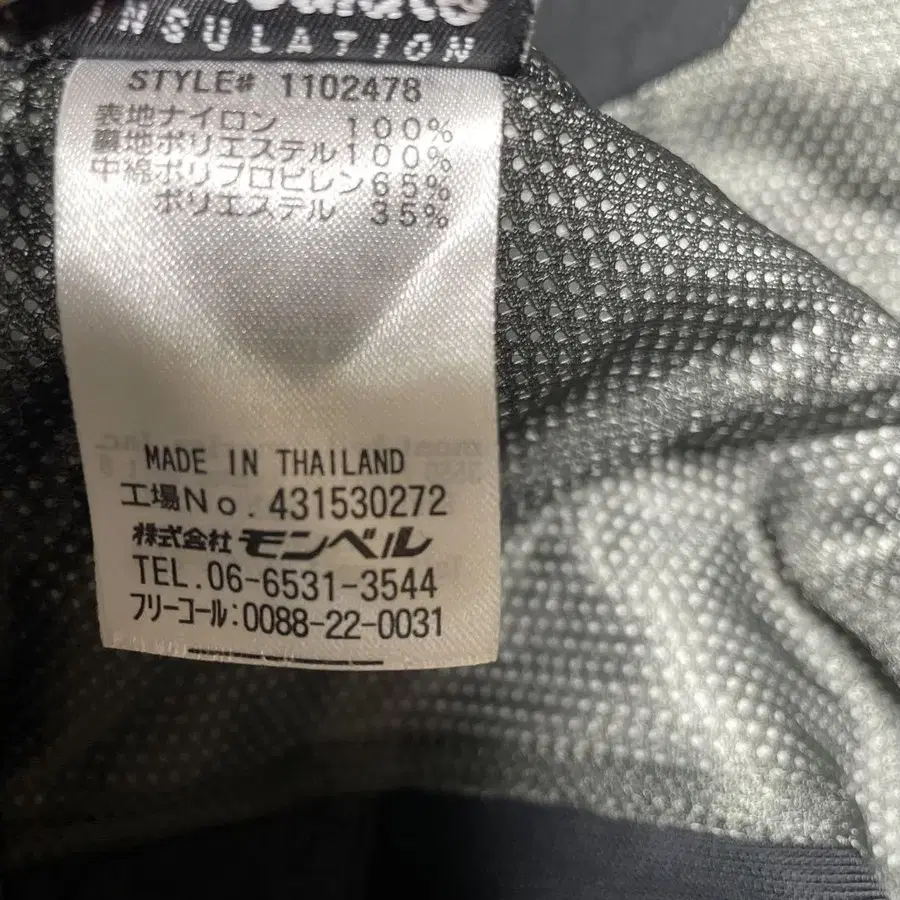 INSULATION
STYLE# 1102478
表地ナイロン 100%
裏地ポリエステル100%
中綿ポリプロピレン65%
ポリエステル 35%
MADE IN THAILAND
工場No.431530272
株式会社モンベル
TEL.06-6531-3544
フリーコール:0088-22-0031